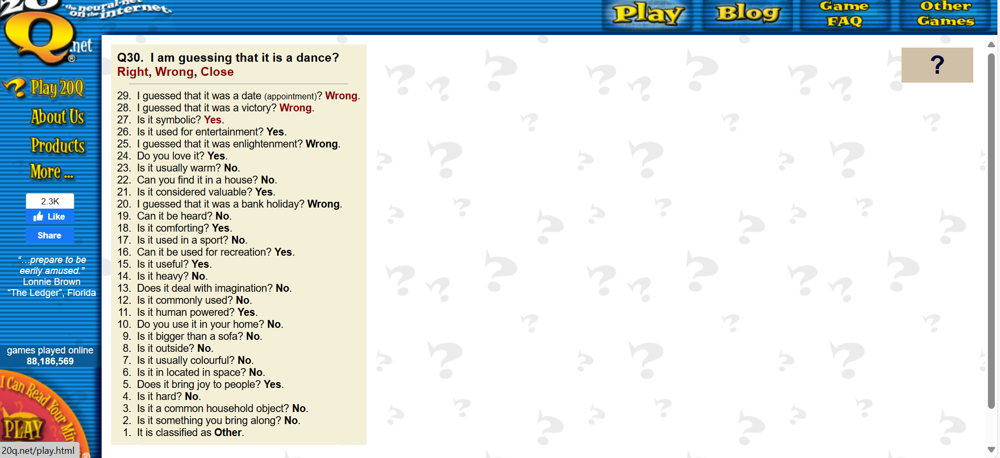 20
Q
.net
®
the neural-net
on the internet
Play
Blog
Game
FAQ
Other
Games
Play 20Q
About Us
Products
More ...
2.3K
Like
Share
“…prepare to be
eerily amused.”
Lonnie Brown
“The Ledger”, Florida
games played online
88,186,569
I Can Read Your Min
PLAY
®
20q.net/play.html
Q30. I am guessing that it is a dance?
Right, Wrong, Close
29. I guessed that it was a date (appointment)? Wrong.
28. I guessed that it was a victory? Wrong.
27. Is it symbolic? Yes.
26. Is it used for entertainment? Yes.
25. I guessed that it was enlightenment? Wrong.
24. Do you love it? Yes.
23. Is it usually warm? No.
22. Can you find it in a house? No.
21. Is it considered valuable? Yes.
20. I guessed that it was a bank holiday? Wrong.
19. Can it be heard? No.
18. Is it comforting? Yes.
17. Is it used in a sport? No.
16. Can it be used for recreation? Yes.
15. Is it useful? Yes.
14. Is it heavy? No.
13. Does it deal with imagination? No.
12. Is it commonly used? No.
11. Is it human powered? Yes.
10. Do you use it in your home? No.
9. Is it bigger than a sofa? No.
8. Is it outside? No.
7. Is it usually colourful? No.
6. Is it in located in space? No.
5. Does it bring joy to people? Yes.
4. Is it hard? No.
3. Is it a common household object? No.
2. Is it something you bring along? No.
1. It is classified as Other.
?